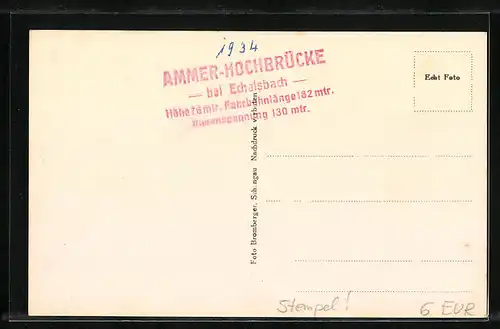 1934
AMMER-HOCHBRÜCKE
— bei Echelsbach —
Höhe 78 mtr. Fahrbahnlänge 182 mtr.
Bogenspannung 130 mtr.
Echt Foto
Foto Bromberger, Schongau Nachdruck verboten
Stempel!
6 EUR